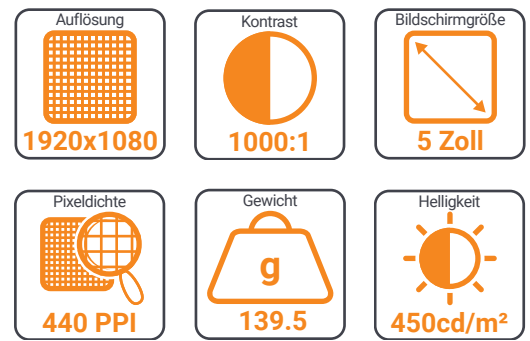 Auflösung
1920x1080
Kontrast
1000:1
Bildschirmgröße
5 Zoll
Pixeldichte
440 PPI
Gewicht
g
139.5
Helligkeit
450cd/m²